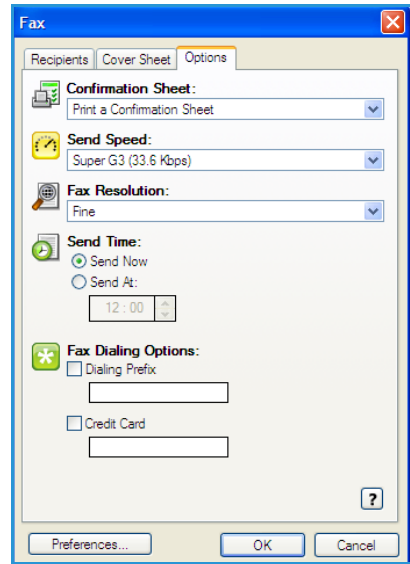 Fax
Recipients Cover Sheet Options
Confirmation Sheet:
Print a Confirmation Sheet
Send Speed:
Super G3 (33.6 Kbps)
Fax Resolution:
Fine
Send Time:
Send Now
Send At:
12 : 00
Fax Dialing Options:
Dialing Prefix
Credit Card
?
Preferences... OK Cancel